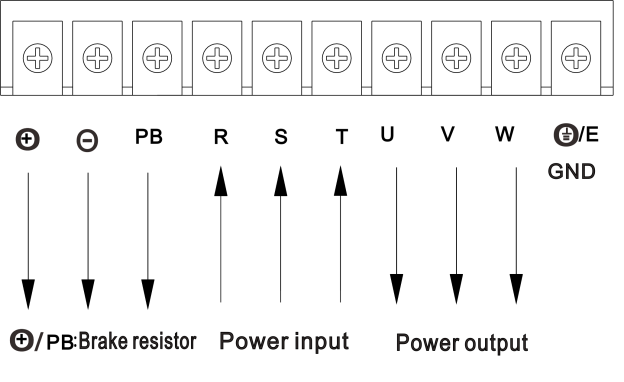 ⊕ ⊖ PB R S T U V W ⏚/E
GND
⊕/PB:Brake resistor Power input Power output